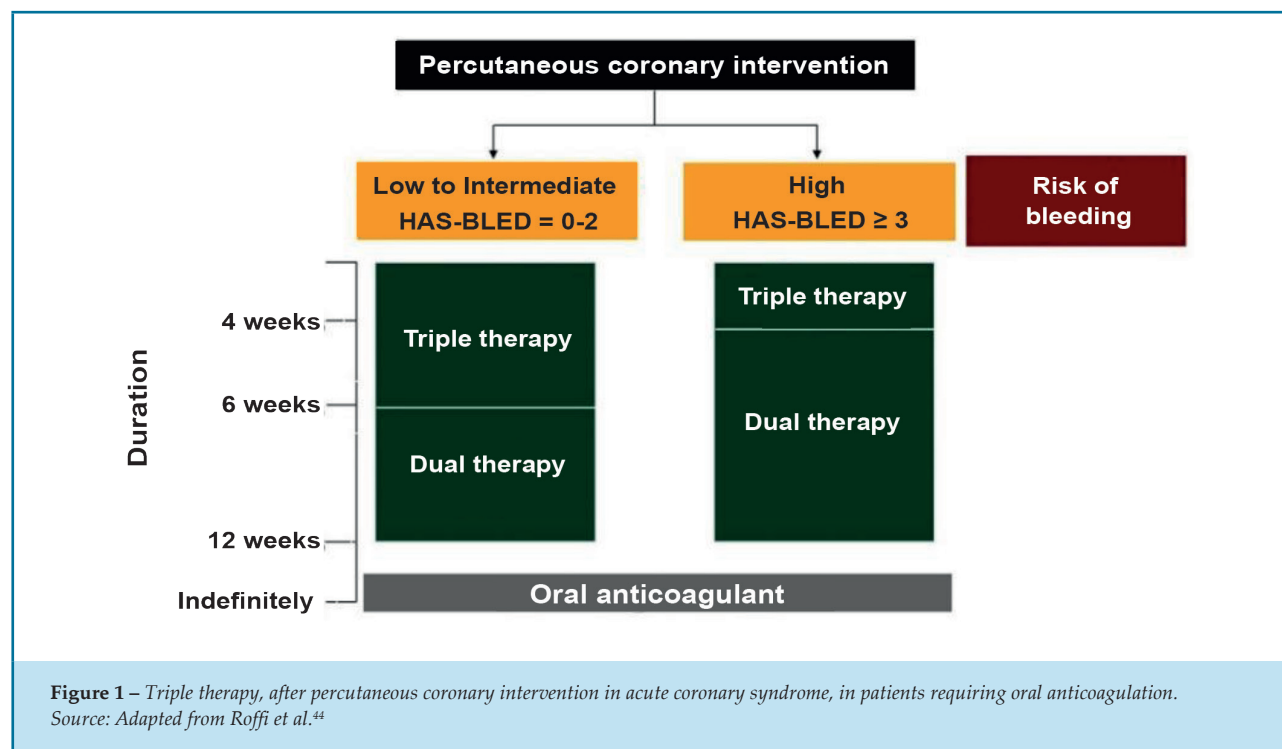 Percutaneous coronary intervention
Low to Intermediate
HAS-BLED = 0-2
High
HAS-BLED ≥ 3
Risk of
bleeding
Duration
4 weeks
6 weeks
12 weeks
Indefinitely
Triple therapy
Dual therapy
Triple therapy
Dual therapy
Oral anticoagulant
Figure 1 – Triple therapy, after percutaneous coronary intervention in acute coronary syndrome, in patients requiring oral anticoagulation.
Source: Adapted from Roffi et al.⁴⁴